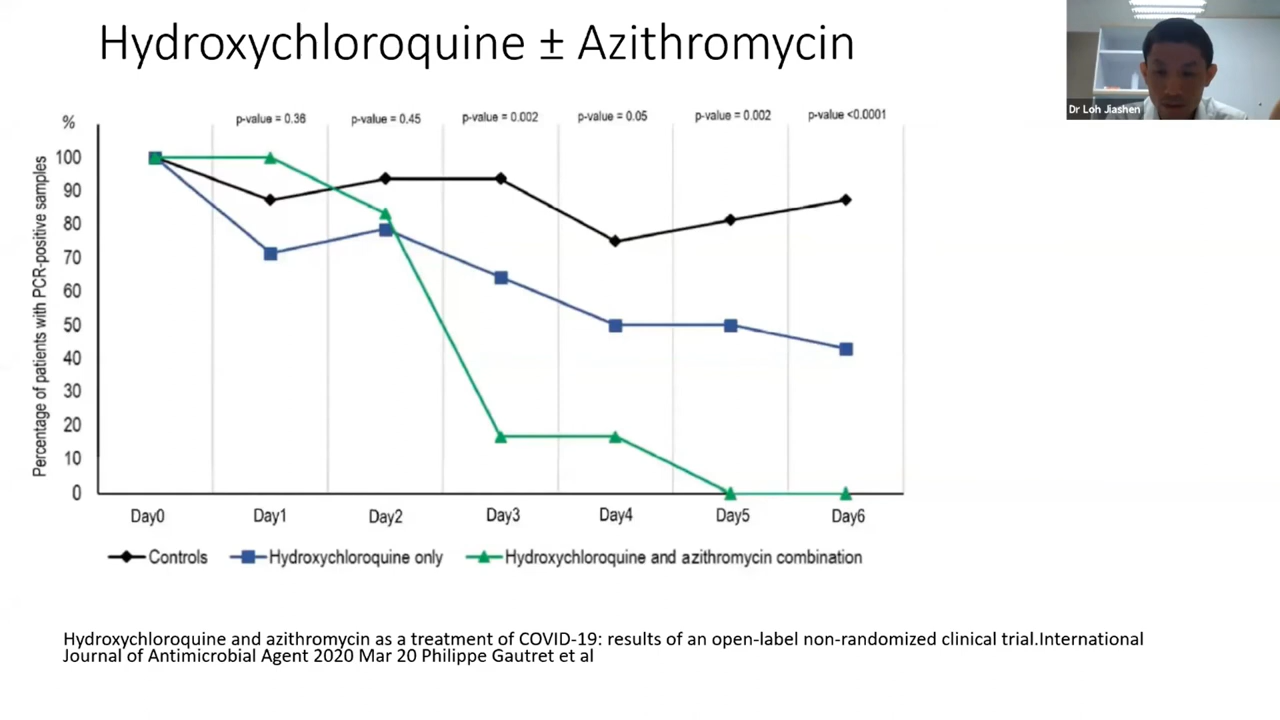 Hydroxychloroquine ± Azithromycin
Dr Loh Jiashen
%
p-value = 0.36
p-value = 0.45
p-value = 0.002
p-value = 0.05
p-value = 0.002
p-value <0.0001
Percentage of patients with PCR-positive samples
100
90
80
70
60
50
40
30
20
10
0
Day0
Day1
Day2
Day3
Day4
Day5
Day6
Controls
Hydroxychloroquine only
Hydroxychloroquine and azithromycin combination
Hydroxychloroquine and azithromycin as a treatment of COVID-19: results of an open-label non-randomized clinical trial.International
Journal of Antimicrobial Agent 2020 Mar 20 Philippe Gautret et al